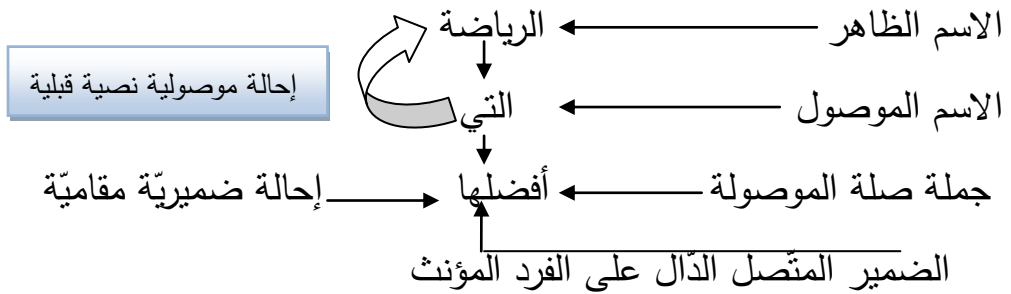 الاسم الظاهر الرياضة
إحالة موصولية نصية قبلية
الاسم الموصول التي
جملة صلة الموصولة أفضلها إحالة ضميريّة مقاميّة
الضمير المتّصل الدّال على الفرد المؤنث